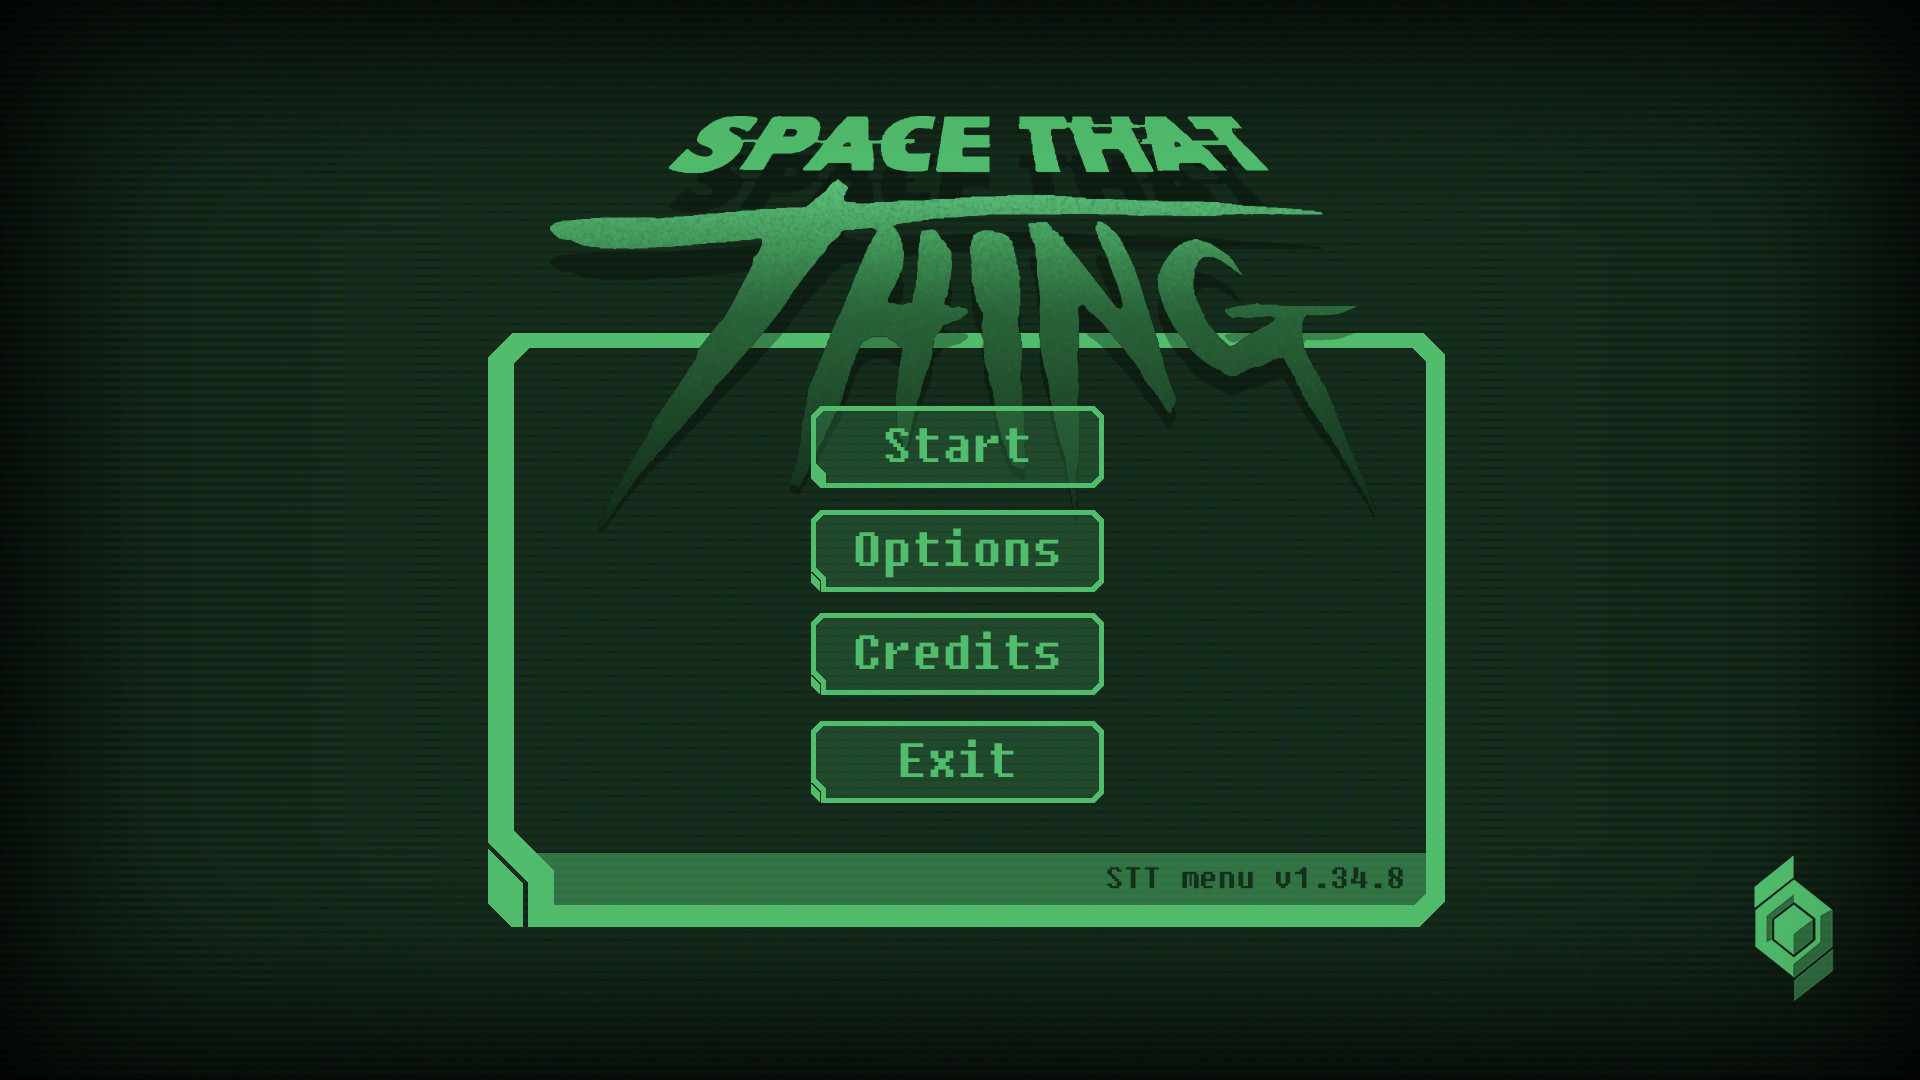 SPACE THAT
THING
Start
Options
Credits
Exit
STT menu v1.34.8